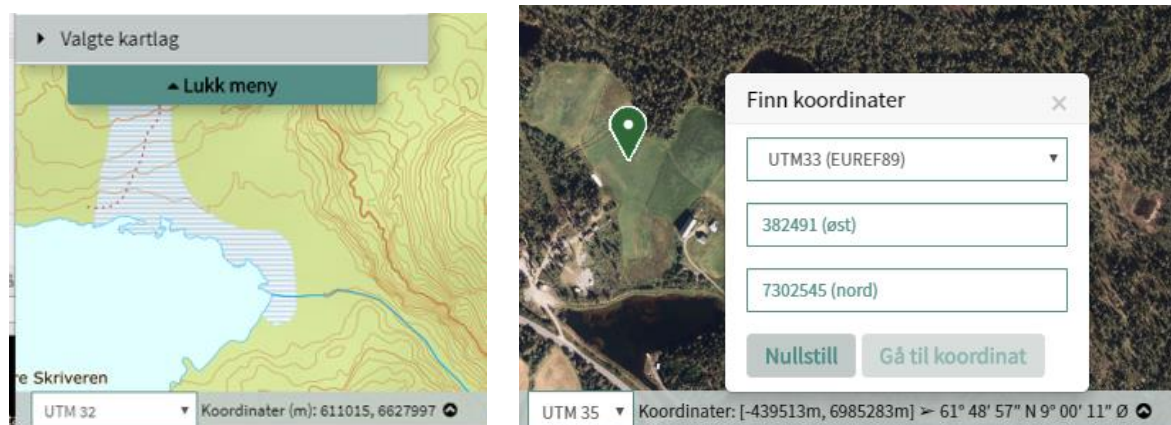 ▸ Valgte kartlag
▴ Lukk meny
re Skriveren
UTM 32 ▾ Koordinater (m): 611015, 6627997
Finn koordinater ×
UTM33 (EUREF89) ▾
382491 (øst)
7302545 (nord)
Nullstill Gå til koordinat
UTM 35 ▾ Koordinater: [-439513m, 6985283m] ➢ 61° 48' 57" N 9° 00' 11" Ø